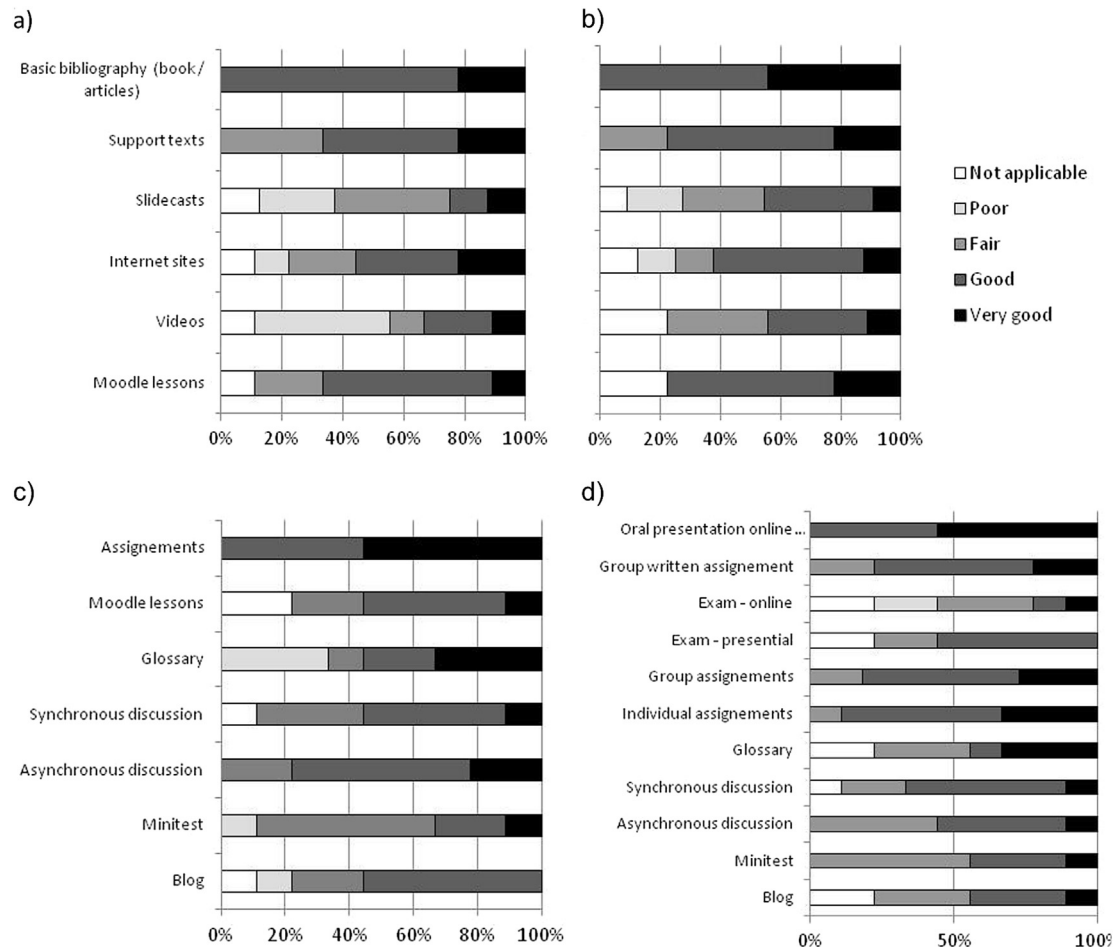 a)
Basic bibliography (book /
articles)
Support texts
Slidecasts
Internet sites
Videos
Moodle lessons
0% 20% 40% 60% 80% 100%
b)
0% 20% 40% 60% 80% 100%
Not applicable
Poor
Fair
Good
Very good
c)
Assignements
Moodle lessons
Glossary
Synchronous discussion
Asynchronous discussion
Minitest
Blog
0% 20% 40% 60% 80% 100%
d)
Oral presentation online...
Group written assignement
Exam - online
Exam - presential
Group assignements
Individual assignements
Glossary
Synchronous discussion
Asynchronous discussion
Minitest
Blog
0% 50% 100%